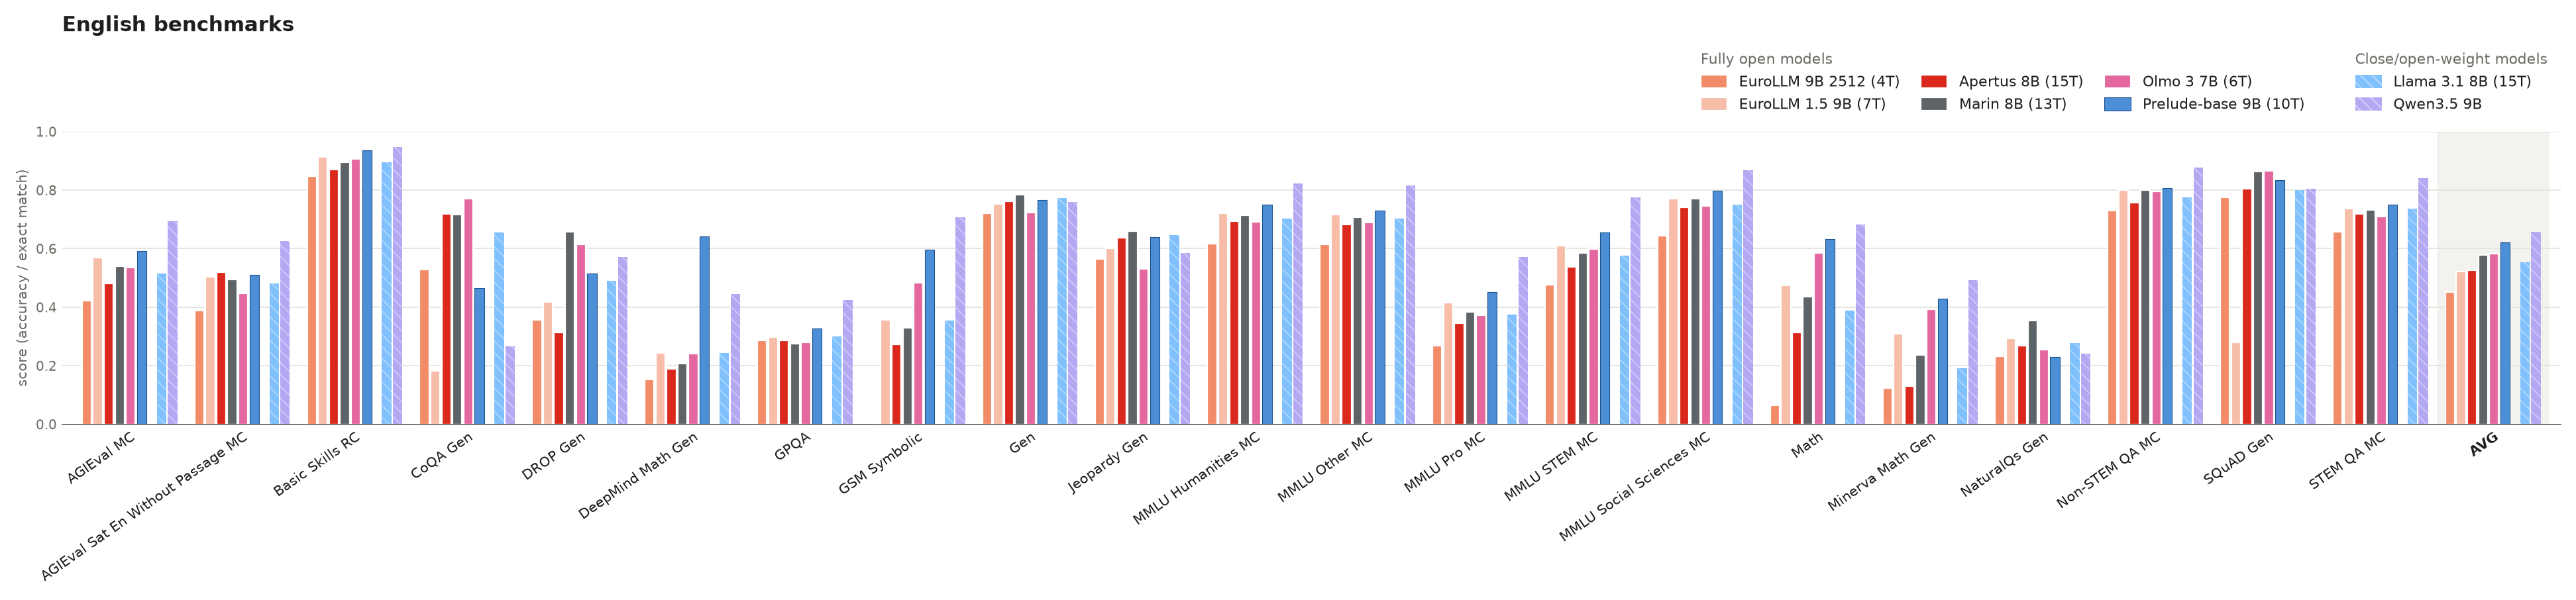 English benchmarks
Fully open models
Close/open-weight models
EuroLLM 9B 2512 (4T)
Apertus 8B (15T)
Olmo 3 7B (6T)
Llama 3.1 8B (15T)
EuroLLM 1.5 9B (7T)
Marin 8B (13T)
Prelude-base 9B (10T)
Qwen3.5 9B
score (accuracy / exact match)
1.0
0.8
0.6
0.4
0.2
0.0
AGIEval MC
AGIEval Sat En Without Passage MC
Basic Skills RC
CoQA Gen
DROP Gen
DeepMind Math Gen
GPQA
GSM Symbolic
Gen
Jeopardy Gen
MMLU Humanities MC
MMLU Other MC
MMLU Pro MC
MMLU STEM MC
MMLU Social Sciences MC
Math
Minerva Math Gen
NaturalQs Gen
Non-STEM QA MC
SQuAD Gen
STEM QA MC
AVG